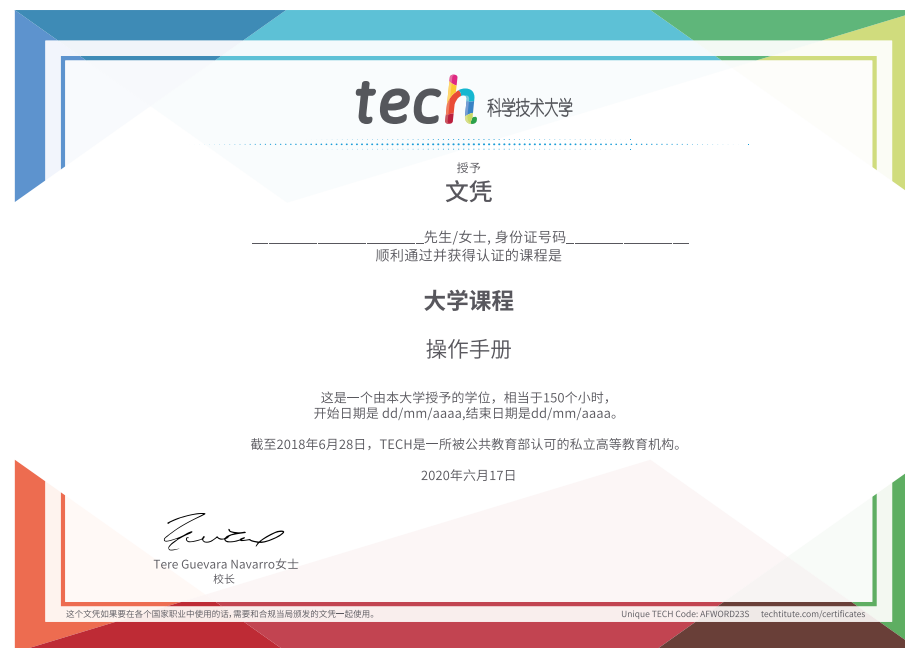 tech 科学技术大学
授予
文凭
______________________先生/女士, 身份证号码________________
顺利通过并获得认证的课程是
大学课程
操作手册
这是一个由本大学授予的学位，相当于150个小时，
开始日期是 dd/mm/aaaa,结束日期是dd/mm/aaaa。
截至2018年6月28日，TECH是一所被公共教育部认可的私立高等教育机构。
2020年六月17日
Tere Guevara Navarro女士
校长
这个文凭如果要在各个国家职业中使用的话,需要和合规当局颁发的文凭一起使用。
Unique TECH Code: AFWORD23S techtitute.com/certificates